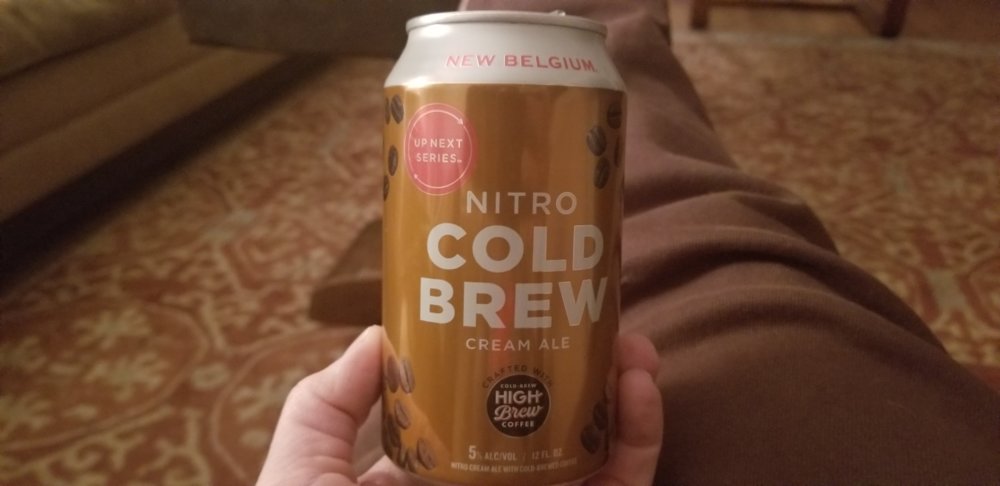 NEW BELGIUM
UP NEXT
SERIES
NITRO
COLD
BREW
CREAM ALE
CRAFTED WITH
COLD-BREW
HIGH
Brew
COFFEE
5% ALC/VOL / 12 FL. OZ.
NITRO CREAM ALE WITH COLD-BREWED COFFEE